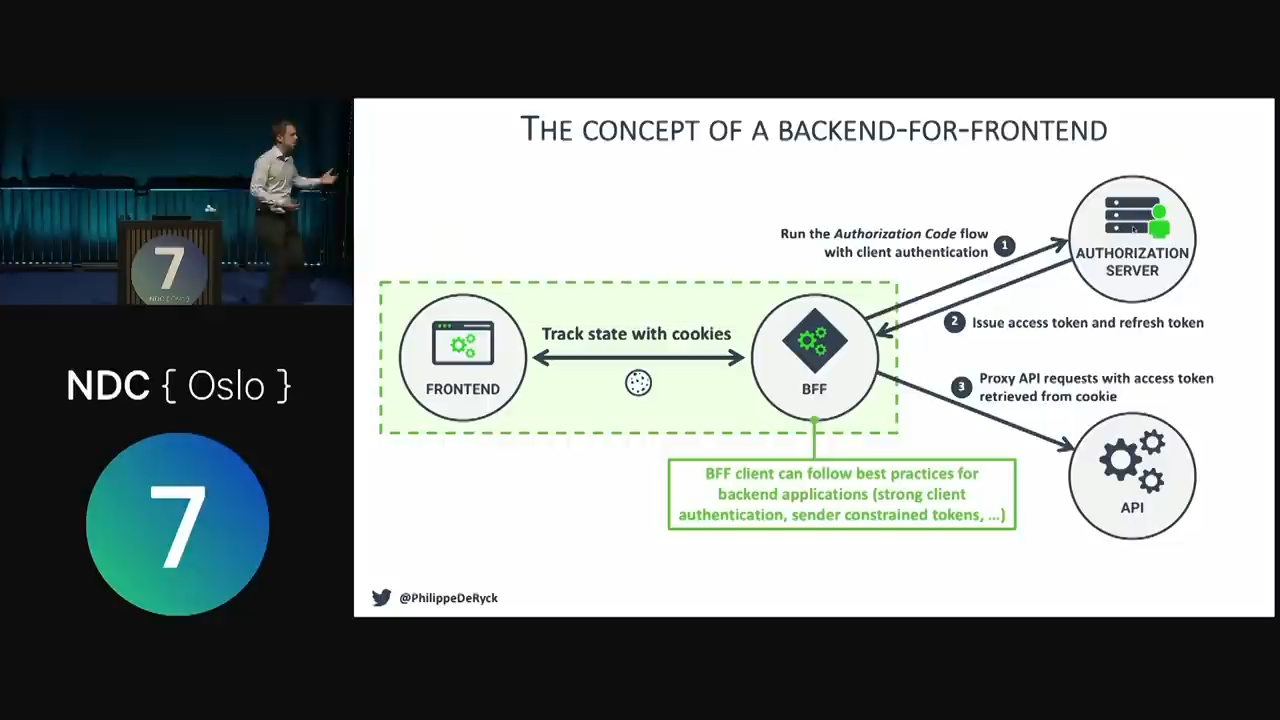 THE CONCEPT OF A BACKEND-FOR-FRONTEND
Run the Authorization Code flow
with client authentication
1
AUTHORIZATION
SERVER
2
Issue access token and refresh token
Track state with cookies
FRONTEND
BFF
3
Proxy API requests with access token
retrieved from cookie
API
BFF client can follow best practices for
backend applications (strong client
authentication, sender constrained tokens, ...)
@PhilippeDeRyck
7
NDC { Oslo }
NDC { Oslo }
7